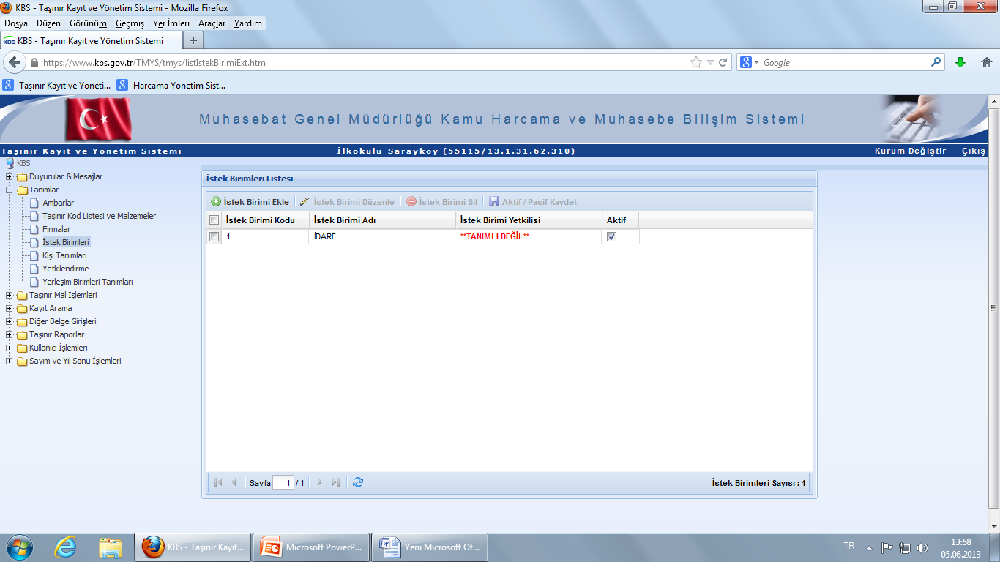 KBS - Taşınır Kayıt ve Yönetim Sistemi - Mozilla Firefox
Dosya Düzen Görünüm Geçmiş Yer İmleri Araçlar Yardım
KBS KBS - Taşınır Kayıt ve Yönetim Sistemi
https://www.kbs.gov.tr/TMYS/tmys/listIstekBirimiExt.htm
Google
Taşınır Kayıt ve Yöneti... Harcama Yönetim Sist...
Muhasebat Genel Müdürlüğü Kamu Harcama ve Muhasebe Bilişim Sistemi
Taşınır Kayıt ve Yönetim Sistemi İlkokulu-Sarayköy (55115/13.1.31.62.310) Kurum Değiştir Çıkış
KBS
Duyurular & Mesajlar
Tanımlar
Ambarlar
Taşınır Kod Listesi ve Malzemeler
Firmalar
İstek Birimleri
Kişi Tanımları
Yetkilendirme
Yerleşim Birimleri Tanımları
Taşınır Mal İşlemleri
Kayıt Arama
Diğer Belge Girişleri
Taşınır Raporlar
Kullanıcı İşlemleri
Sayım ve Yıl Sonu İşlemleri
İstek Birimleri Listesi
İstek Birimi Ekle İstek Birimi Düzenle İstek Birimi Sil Aktif / Pasif Kaydet
İstek Birimi Kodu İstek Birimi Adı İstek Birimi Yetkilisi Aktif
1 İDARE **TANIMLI DEĞİL**
Sayfa 1 / 1 İstek Birimleri Sayısı : 1
KBS - Taşınır Kayıt... Microsoft PowerP... Yeni Microsoft Of... TR 13:58
05.06.2013